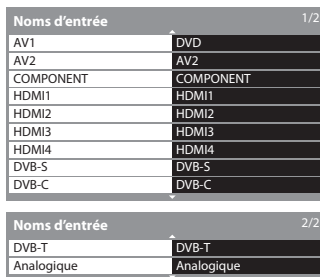 Noms d'entrée 1/2
AV1 DVD
AV2 AV2
COMPONENT COMPONENT
HDMI1 HDMI1
HDMI2 HDMI2
HDMI3 HDMI3
HDMI4 HDMI4
DVB-S DVB-S
DVB-C DVB-C
Noms d'entrée 2/2
DVB-T DVB-T
Analogique Analogique